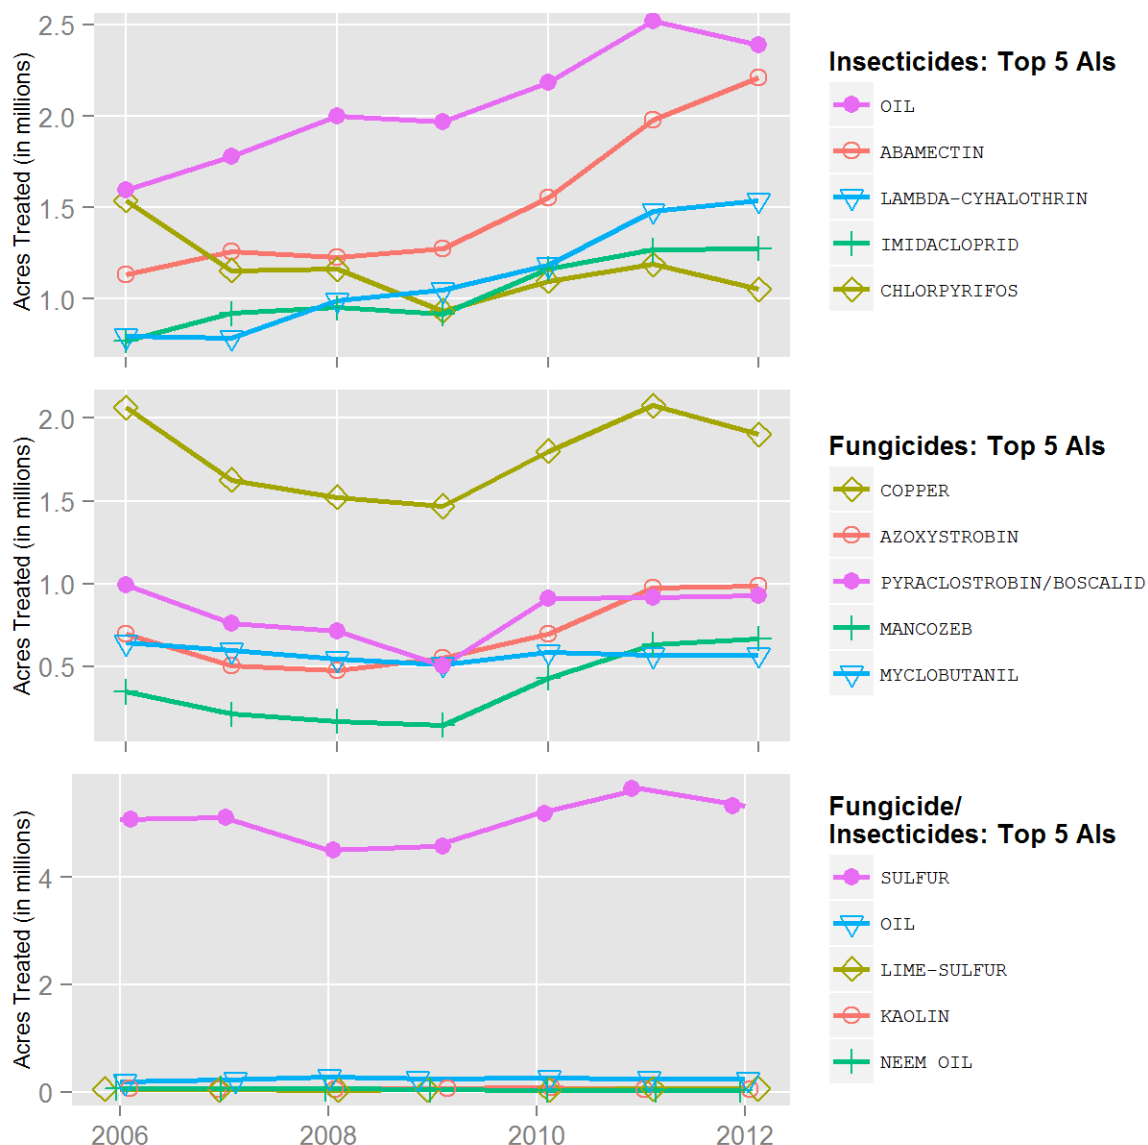 Acres Treated (in millions)
2.5
2.0
1.5
1.0
Insecticides: Top 5 AIs
OIL
ABAMECTIN
LAMBDA-CYHALOTHRIN
IMIDACLOPRID
CHLORPYRIFOS
Acres Treated (in millions)
2.0
1.5
1.0
0.5
Fungicides: Top 5 AIs
COPPER
AZOXYSTROBIN
PYRACLOSTROBIN/BOSCALID
MANCOZEB
MYCLOBUTANIL
Acres Treated (in millions)
4
2
0
2006 2008 2010 2012
Fungicide/
Insecticides: Top 5 AIs
SULFUR
OIL
LIME-SULFUR
KAOLIN
NEEM OIL